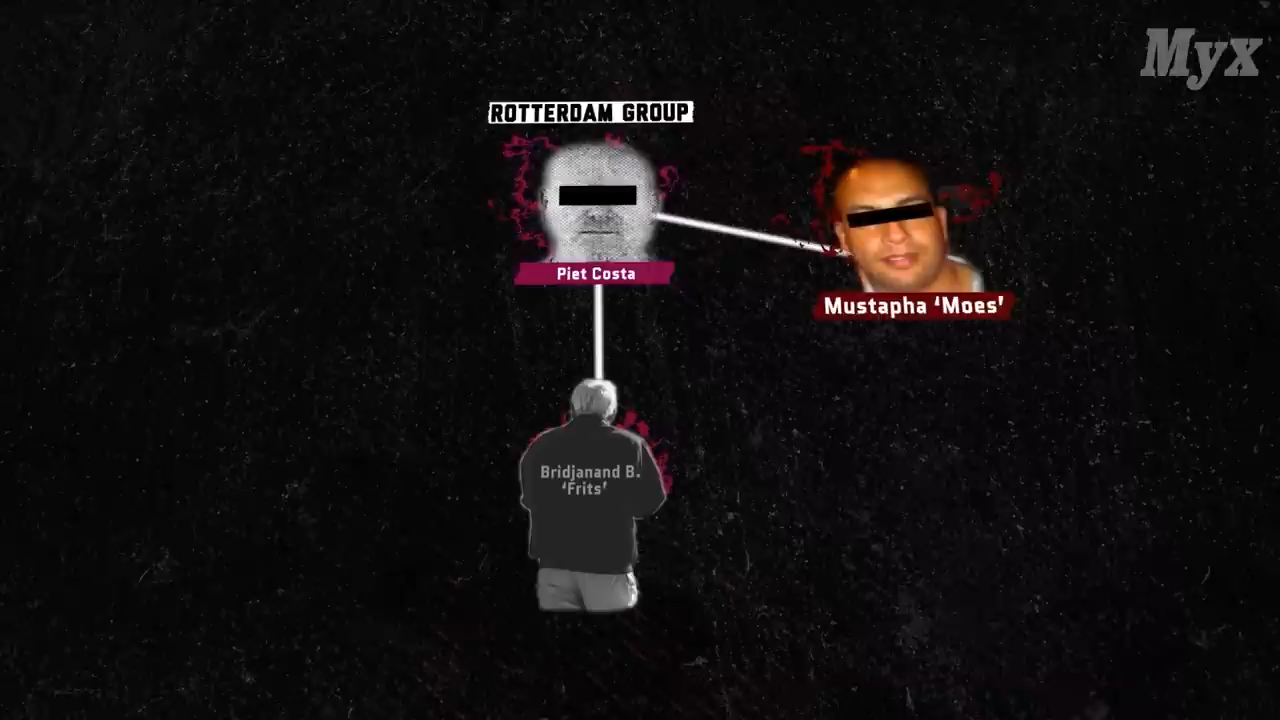 Myx
ROTTERDAM GROUP
Piet Costa
Mustapha ‘Moes’
Bridjanand B.
‘Frits’